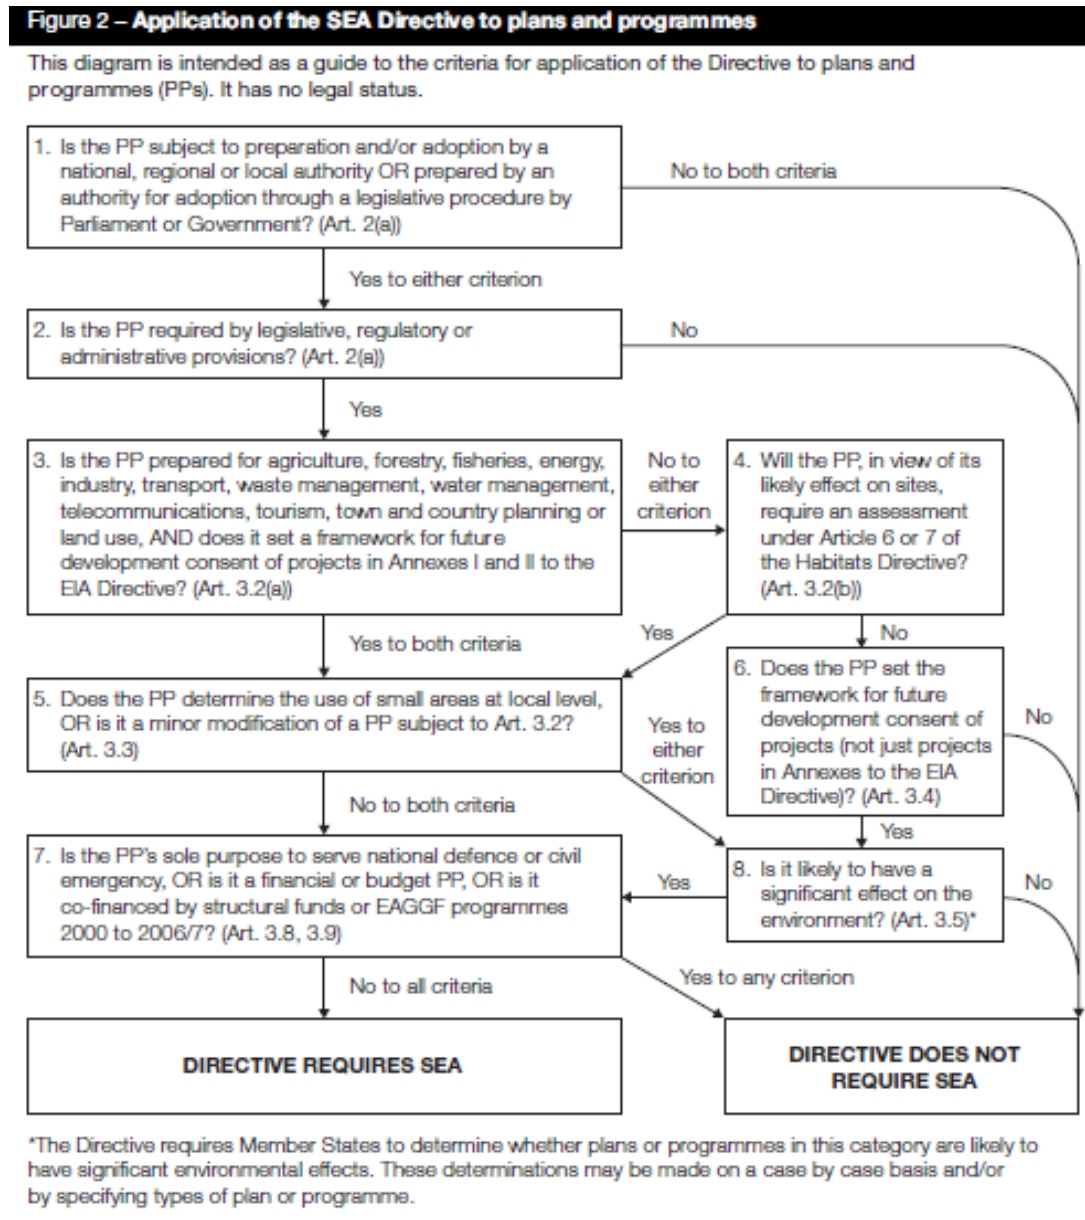 Figure 2 – Application of the SEA Directive to plans and programmes
This diagram is intended as a guide to the criteria for application of the Directive to plans and
programmes (PPs). It has no legal status.
1. Is the PP subject to preparation and/or adoption by a
national, regional or local authority OR prepared by an
authority for adoption through a legislative procedure by
Parliament or Government? (Art. 2(a))
No to both criteria
Yes to either criterion
2. Is the PP required by legislative, regulatory or
administrative provisions? (Art. 2(a))
No
Yes
3. Is the PP prepared for agriculture, forestry, fisheries, energy,
industry, transport, waste management, water management,
telecommunications, tourism, town and country planning or
land use, AND does it set a framework for future
development consent of projects in Annexes I and II to the
EIA Directive? (Art. 3.2(a))
No to
either
criterion
4. Will the PP, in view of its
likely effect on sites,
require an assessment
under Article 6 or 7 of
the Habitats Directive?
(Art. 3.2(b))
Yes to both criteria
Yes
No
5. Does the PP determine the use of small areas at local level,
OR is it a minor modification of a PP subject to Art. 3.2?
(Art. 3.3)
Yes to
either
criterion
6. Does the PP set the
framework for future
development consent of
projects (not just projects
in Annexes to the EIA
Directive)? (Art. 3.4)
No
No to both criteria
Yes
7. Is the PP's sole purpose to serve national defence or civil
emergency, OR is it a financial or budget PP, OR is it
co-financed by structural funds or EAGGF programmes
2000 to 2006/7? (Art. 3.8, 3.9)
Yes
8. Is it likely to have a
significant effect on the
environment? (Art. 3.5)*
No
No to all criteria
Yes to any criterion
DIRECTIVE REQUIRES SEA
DIRECTIVE DOES NOT
REQUIRE SEA
*The Directive requires Member States to determine whether plans or programmes in this category are likely to
have significant environmental effects. These determinations may be made on a case by case basis and/or
by specifying types of plan or programme.